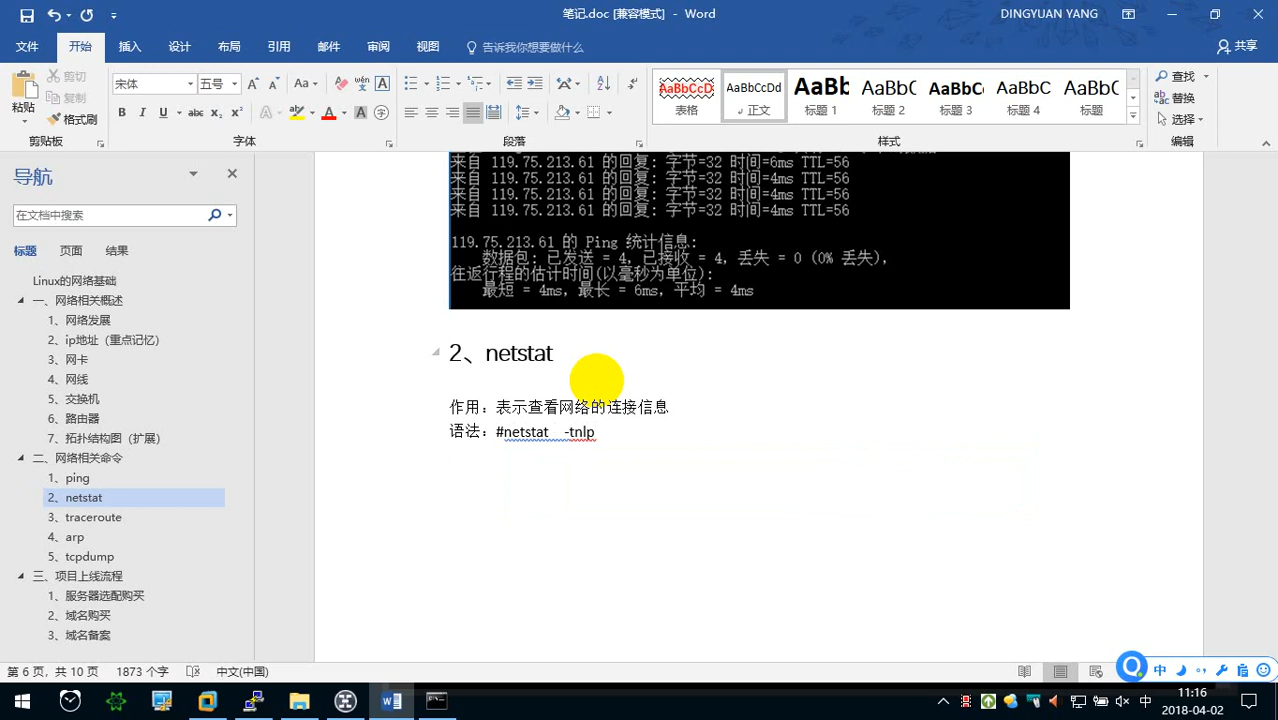 笔记.doc [兼容模式] - Word
DINGYUAN YANG
文件 开始 插入 设计 布局 引用 邮件 审阅 视图 告诉我你想要做什么 共享
粘贴 剪切
复制
格式刷
宋体 五号
剪贴板 字体 段落 样式 编辑
AaBbCcD 表格
AaBbCcDd 正文
AaBb 标题 1
AaBbC 标题 2
AaBbC 标题 3
AaBbC 标题 4
AaBbC 标题
查找
替换
选择
导航
在文档中搜索
标题 页面 结果
Linux的网络基础
一、网络相关概述
1、网络发展
2、ip地址（重点记忆）
3、网卡
4、网线
5、交换机
6、路由器
7、拓扑结构图（扩展）
二、网络相关命令
1、ping
2、netstat
3、traceroute
4、arp
5、tcpdump
三、项目上线流程
1、服务器选配购买
2、域名购买
3、域名备案
来自 119.75.213.61 的回复: 字节=32 时间=6ms TTL=56
来自 119.75.213.61 的回复: 字节=32 时间=4ms TTL=56
来自 119.75.213.61 的回复: 字节=32 时间=4ms TTL=56
来自 119.75.213.61 的回复: 字节=32 时间=4ms TTL=56
119.75.213.61 的 Ping 统计信息:
数据包: 已发送 = 4，已接收 = 4，丢失 = 0 (0% 丢失)，
往返行程的估计时间(以毫秒为单位):
最短 = 4ms，最长 = 6ms，平均 = 4ms
2、netstat
作用：表示查看网络的连接信息
语法：#netstat -tnlp
第 6 页，共 10 页 1873 个字 中文(中国)
中
中
11:16
2018-04-02